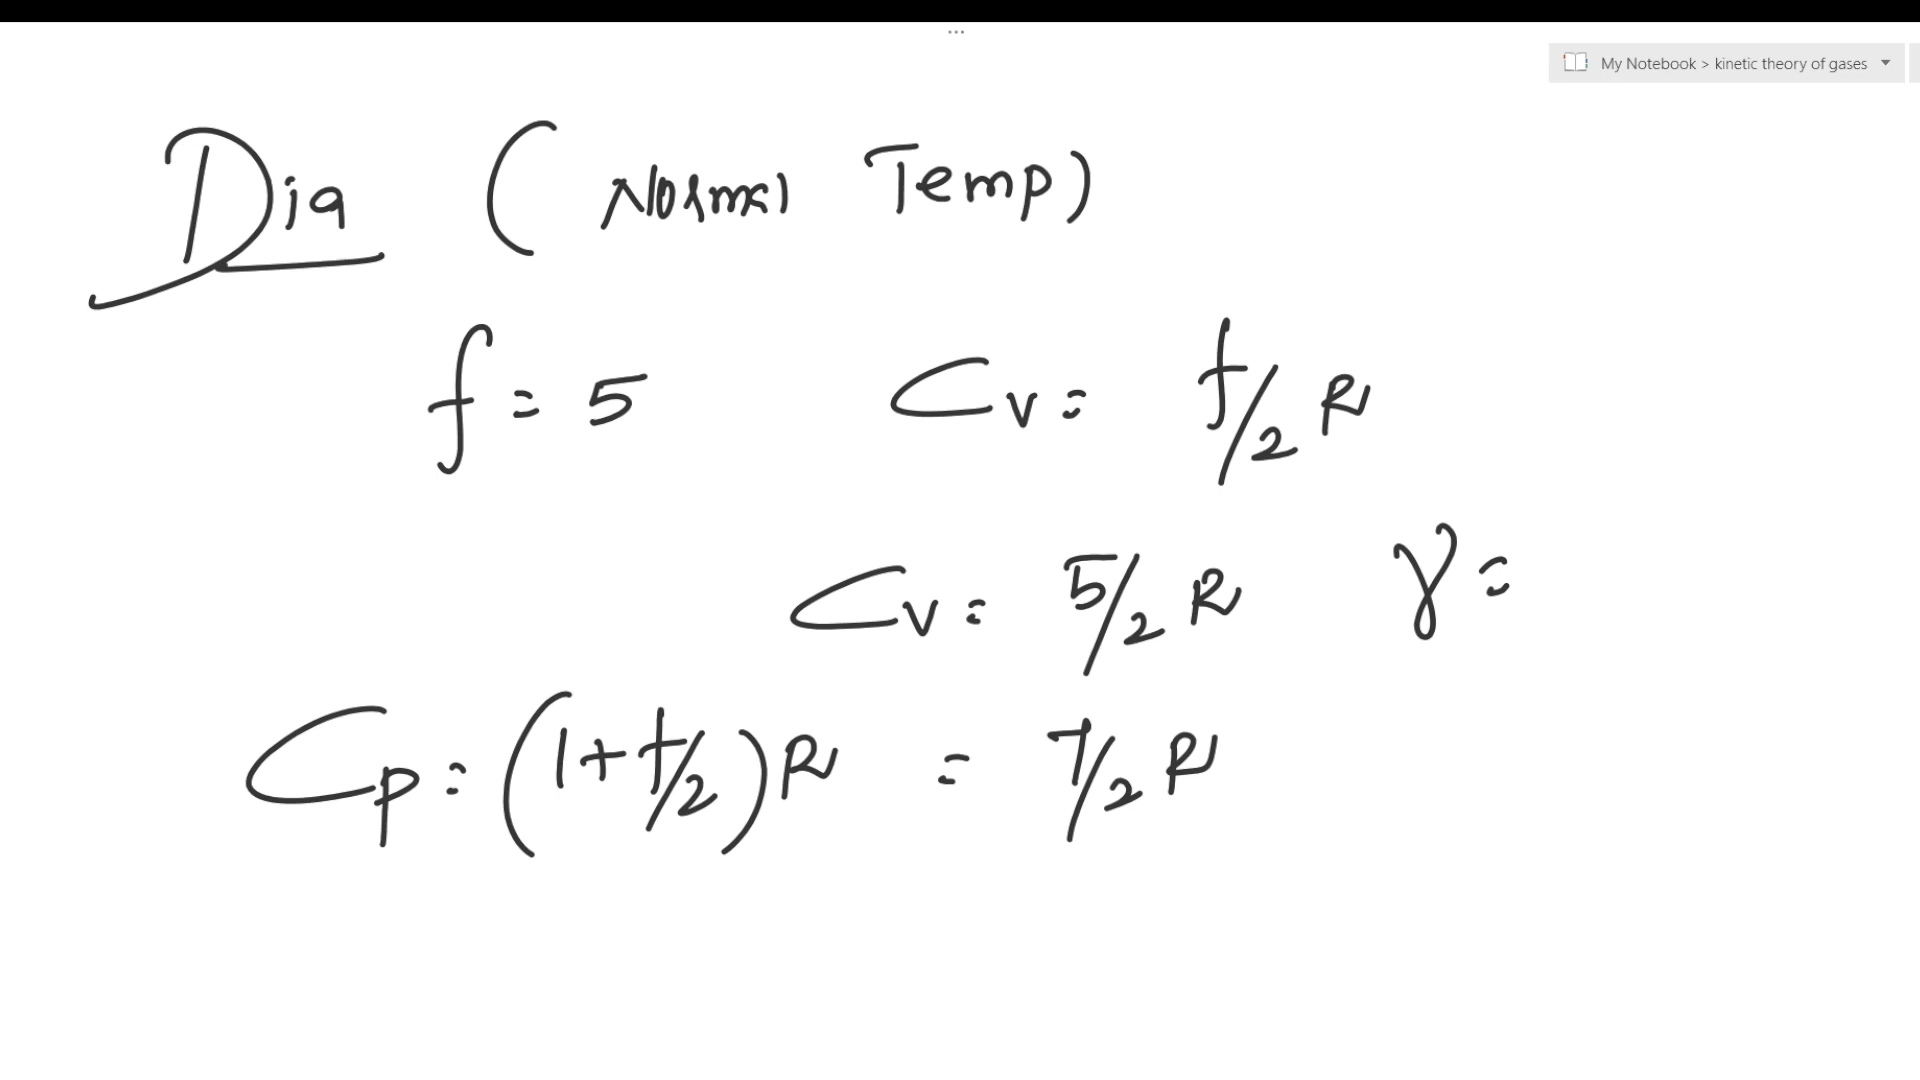 ...
My Notebook > kinetic theory of gases
Dia (Normal Temp)
f = 5 Cv = f/2 R
Cv = 5/2 R γ =
Cp = (1+f/2)R = 7/2 R